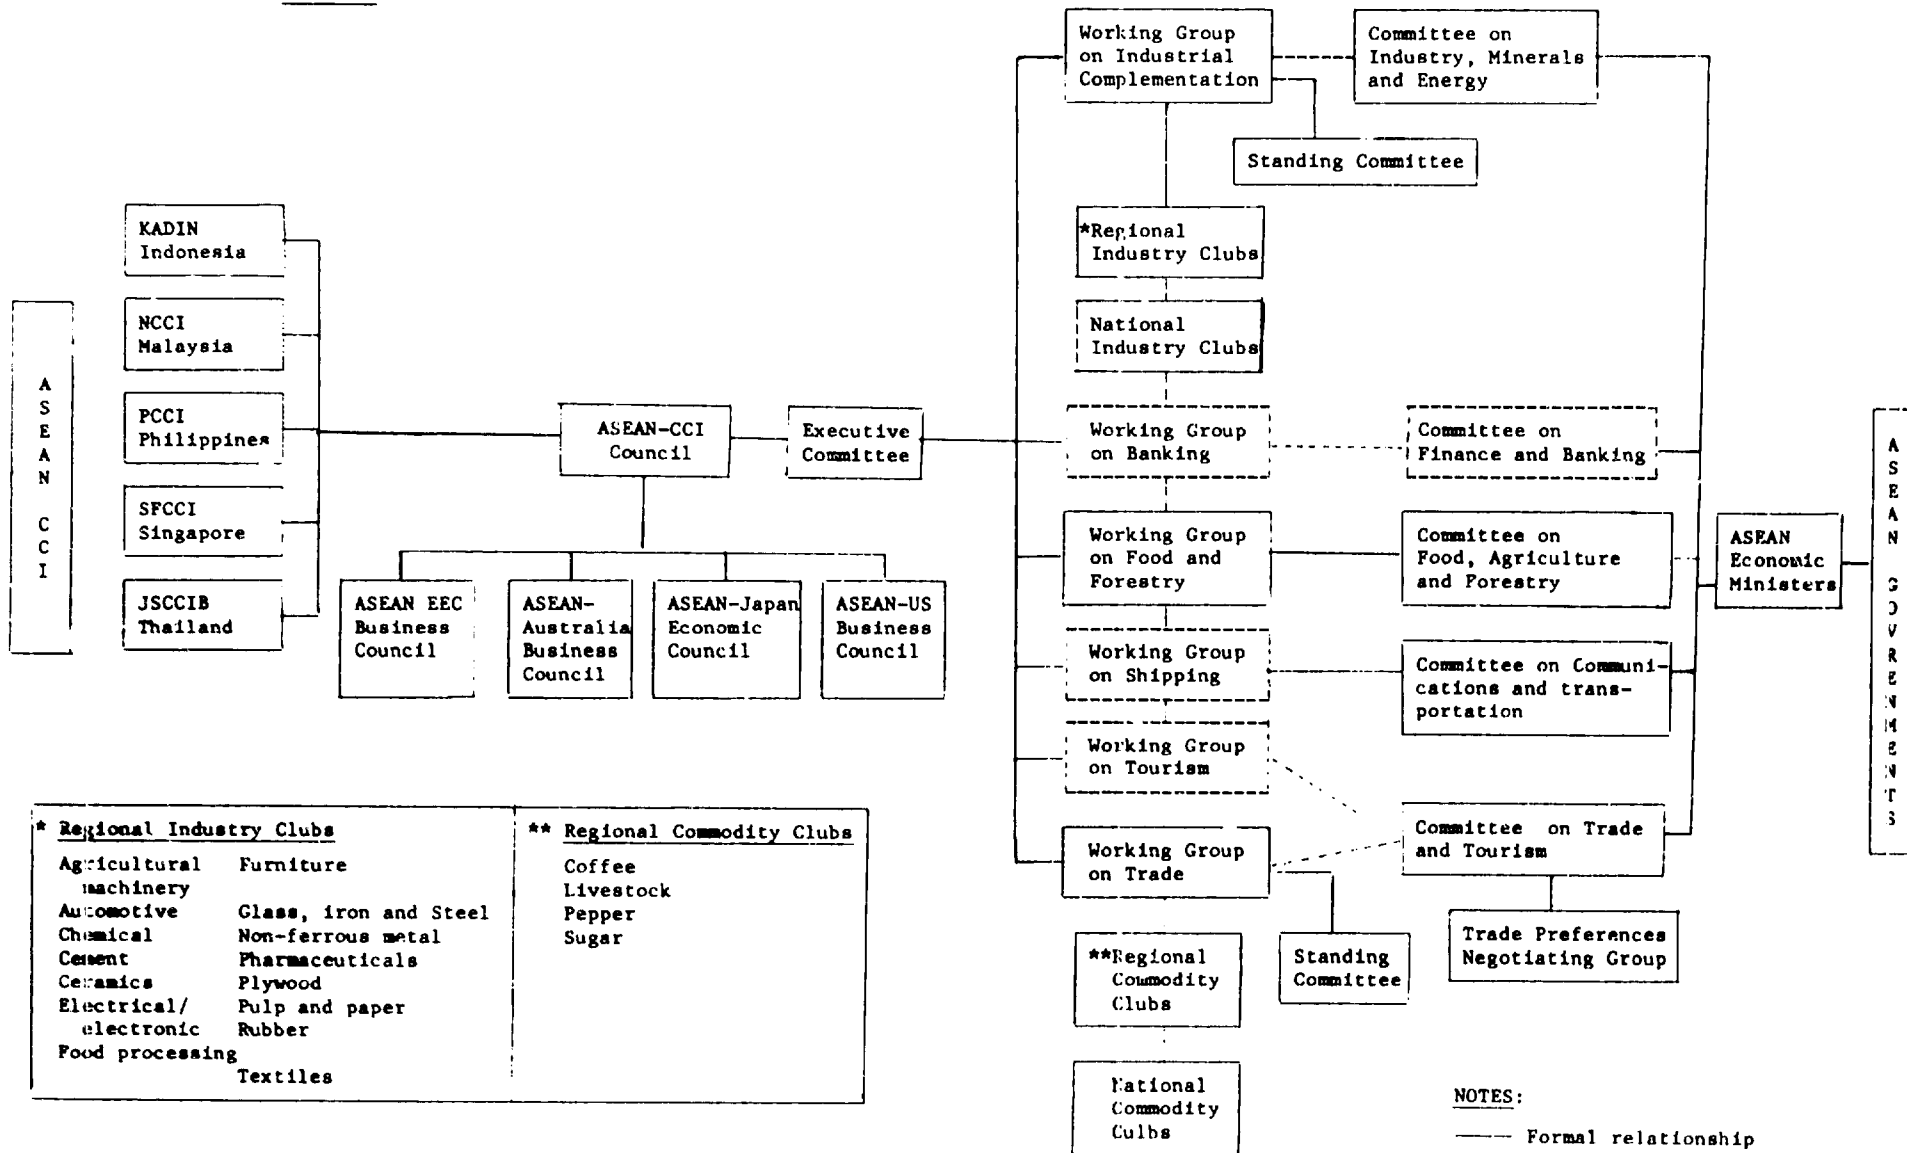 ASEAN CCI
KADIN
Indonesia
NCCI
Malaysia
PCCI
Philippines
SFCCI
Singapore
JSCCIB
Thailand
ASEAN-CCI
Council
Executive
Committee
ASEAN EEC
Business
Council
ASEAN-
Australia
Business
Council
ASEAN-Japan
Economic
Council
ASEAN-US
Business
Council
Working Group
on Industrial
Complementation
Committee on
Industry, Minerals
and Energy
Standing Committee
*Regional
Industry Clubs
National
Industry Clubs
Working Group
on Banking
Committee on
Finance and Banking
Working Group
on Food and
Forestry
Committee on
Food, Agriculture
and Forestry
Working Group
on Shipping
Committee on Communi-
cations and trans-
portation
Working Group
on Tourism
Working Group
on Trade
Committee on Trade
and Tourism
**Regional
Commodity
Clubs
Standing
Committee
Trade Preferences
Negotiating Group
National
Commodity
Culbs
ASEAN
Economic
Ministers
ASEAN GOVRENMENTS
* Regional Industry Clubs
Agricultural Furniture
machinery
Automotive Glass, iron and Steel
Chemical Non-ferrous metal
Cement Pharmaceuticals
Ceramics Plywood
Electrical/ Pulp and paper
electronic Rubber
Food processing
Textiles
** Regional Commodity Clubs
Coffee
Livestock
Pepper
Sugar
NOTES:
Formal relationship